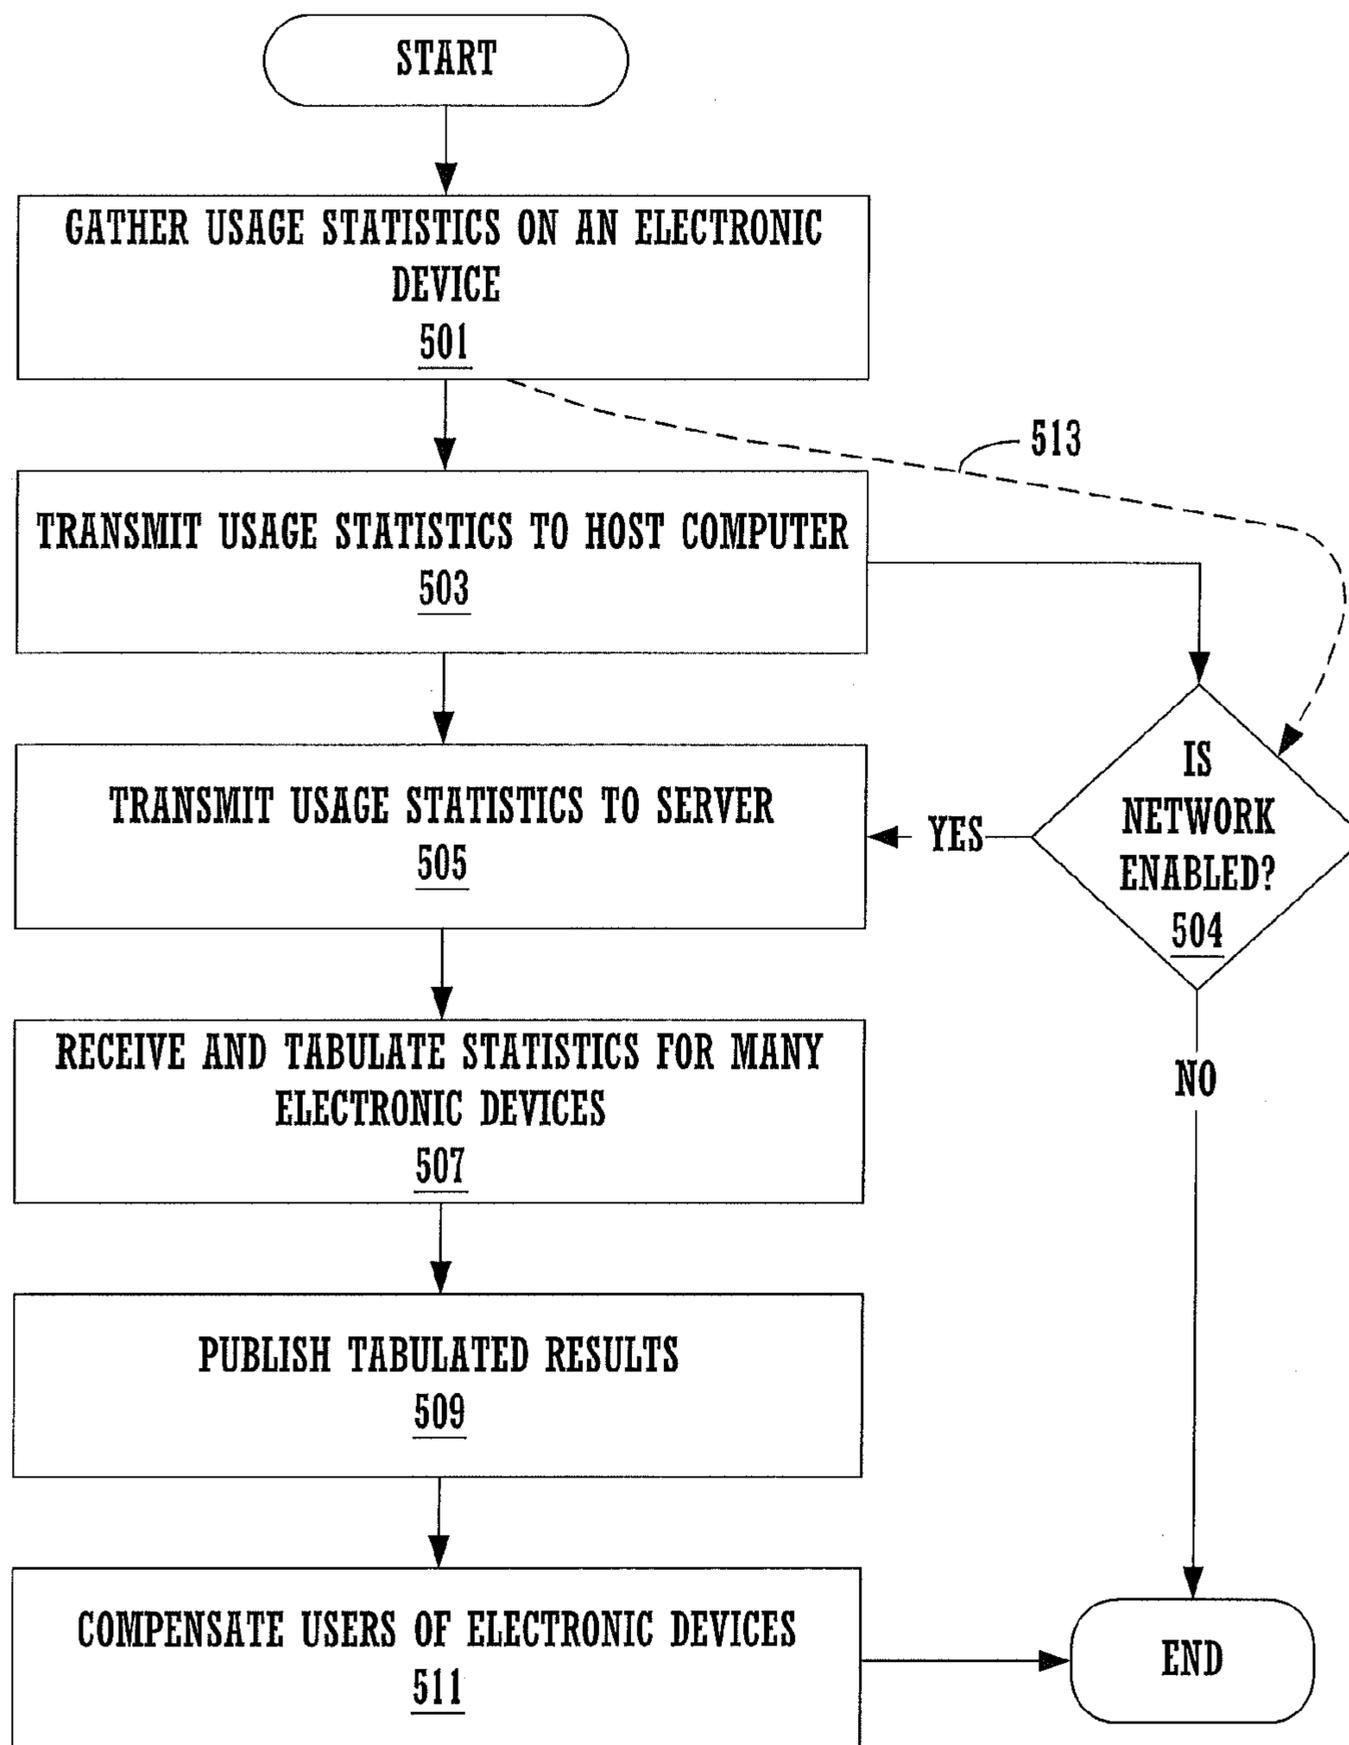 START
GATHER USAGE STATISTICS ON AN ELECTRONIC
DEVICE
501
513
TRANSMIT USAGE STATISTICS TO HOST COMPUTER
503
IS
NETWORK
ENABLED?
504
TRANSMIT USAGE STATISTICS TO SERVER
505
YES
RECEIVE AND TABULATE STATISTICS FOR MANY
ELECTRONIC DEVICES
507
NO
PUBLISH TABULATED RESULTS
509
COMPENSATE USERS OF ELECTRONIC DEVICES
511
END